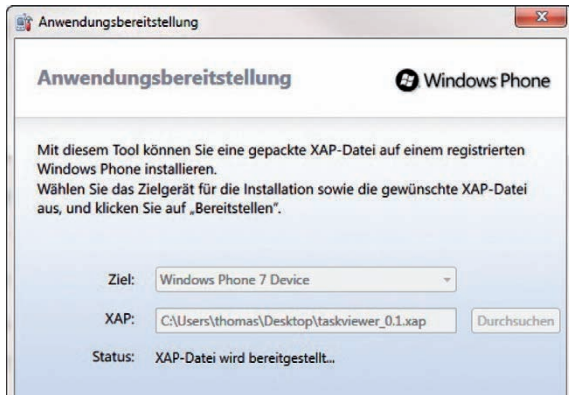 Anwendungsbereitstellung
Anwendungsbereitstellung
Windows Phone
Mit diesem Tool können Sie eine gepackte XAP-Datei auf einem registrierten
Windows Phone installieren.
Wählen Sie das Zielgerät für die Installation sowie die gewünschte XAP-Datei
aus, und klicken Sie auf „Bereitstellen“.
Ziel: Windows Phone 7 Device
XAP: C:\Users\thomas\Desktop\taskviewer_0.1.xap Durchsuchen
Status: XAP-Datei wird bereitgestellt...